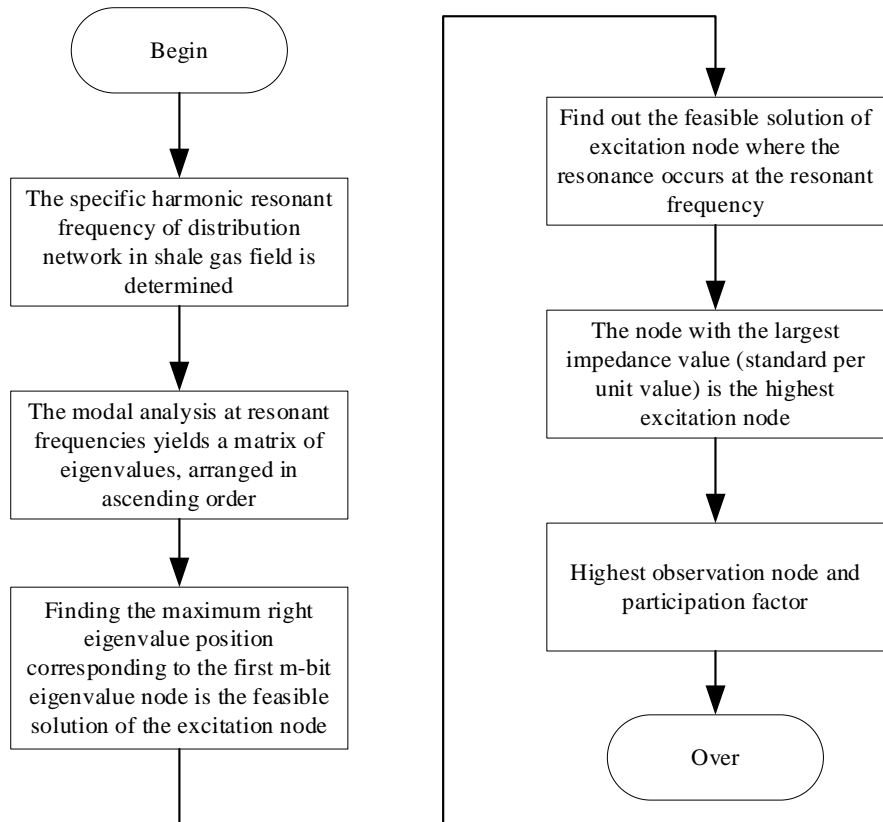 Begin
The specific harmonic resonant
frequency of distribution
network in shale gas field is
determined
The modal analysis at resonant
frequencies yields a matrix of
eigenvalues, arranged in
ascending order
Finding the maximum right
eigenvalue position
corresponding to the first m-bit
eigenvalue node is the feasible
solution of the excitation node
Find out the feasible solution of
excitation node where the
resonance occurs at the resonant
frequency
The node with the largest
impedance value (standard per
unit value) is the highest
excitation node
Highest observation node and
participation factor
Over